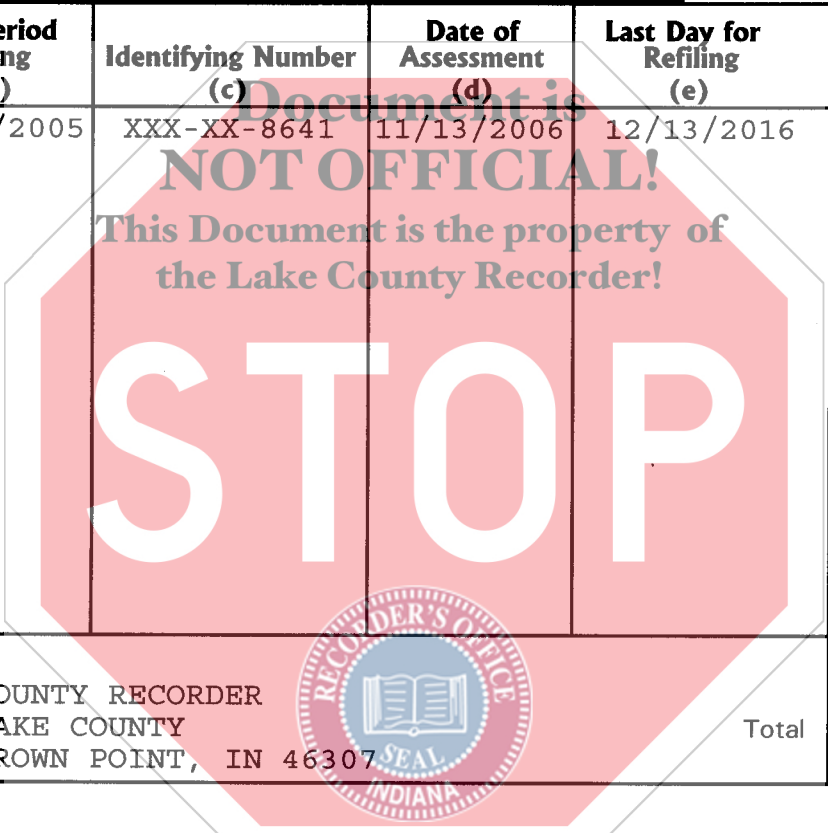 eriod Date of Last Day for
ng Identifying Number Assessment Refiling
) (c) (d) (e)
Document is
/2005 XXX-XX-8641 11/13/2006 12/13/2016
NOT OFFICIAL!
This Document is the property of
the Lake County Recorder!
STOP
RECORDER'S OFFICE
SEAL
INDIANA
OUNTY RECORDER
AKE COUNTY Total
ROWN POINT, IN 46307